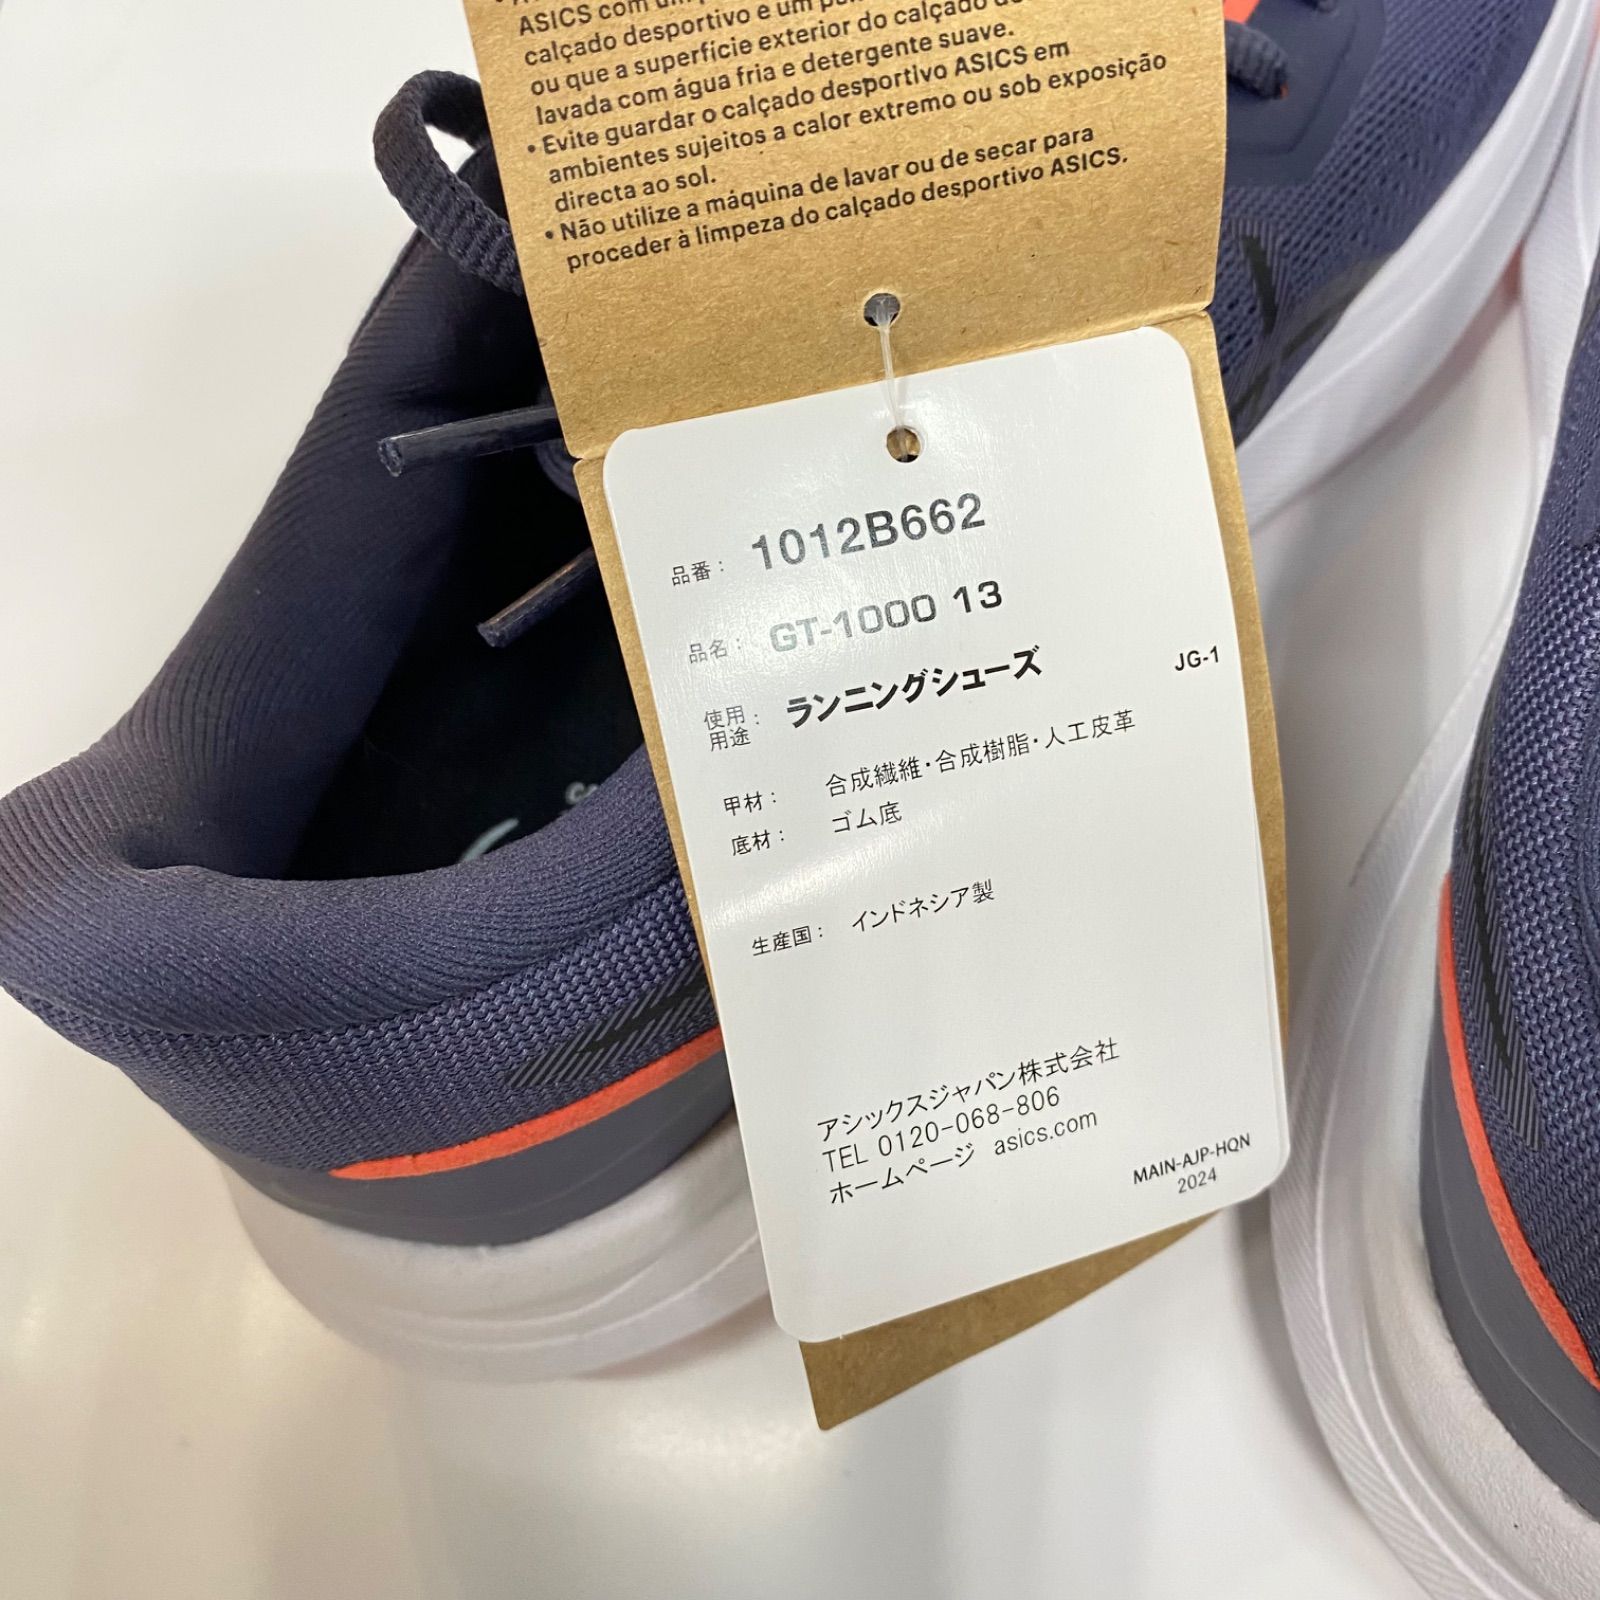 ASICS com um
calçado desportivo e um
ou que a superfície exterior do calçado
lavada com água fria e detergente suave.
• Evite guardar o calçado desportivo ASICS em
ambientes sujeitos a calor extremo ou sob exposição
directa ao sol.
• Não utilize a máquina de lavar ou de secar para
proceder à limpeza do calçado desportivo ASICS.
品番： 1012B662
品名： GT-1000 13
使用用途： ランニングシューズ
JG-1
甲材： 合成繊維・合成樹脂・人工皮革
底材： ゴム底
生産国： インドネシア製
アシックスジャパン株式会社
TEL 0120-068-806
ホームページ asics.com
MAIN-AJP-HQN
2024